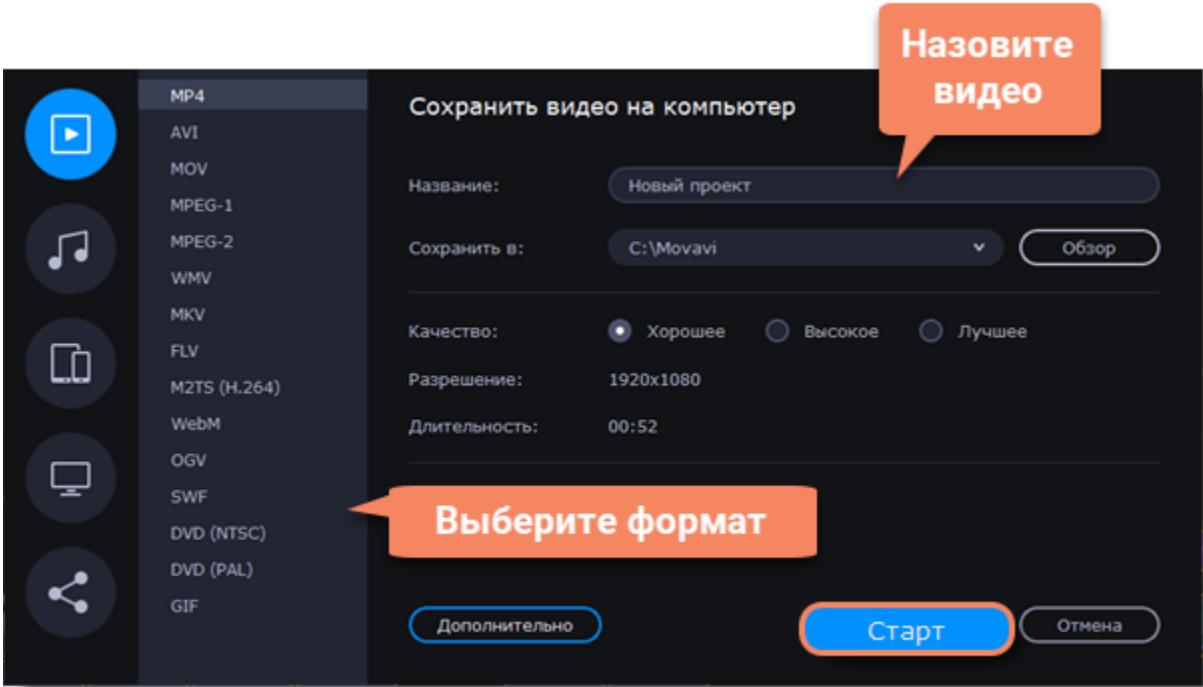 Назовите
видео
MP4
AVI
MOV
MPEG-1
MPEG-2
WMV
MKV
FLV
M2TS (H.264)
WebM
OGV
SWF
DVD (NTSC)
DVD (PAL)
GIF
Сохранить видео на компьютер
Название: Новый проект
Сохранить в: C:\Movavi Обзор
Качество: Хорошее Высокое Лучшее
Разрешение: 1920x1080
Длительность: 00:52
Выберите формат
Дополнительно Старт Отмена